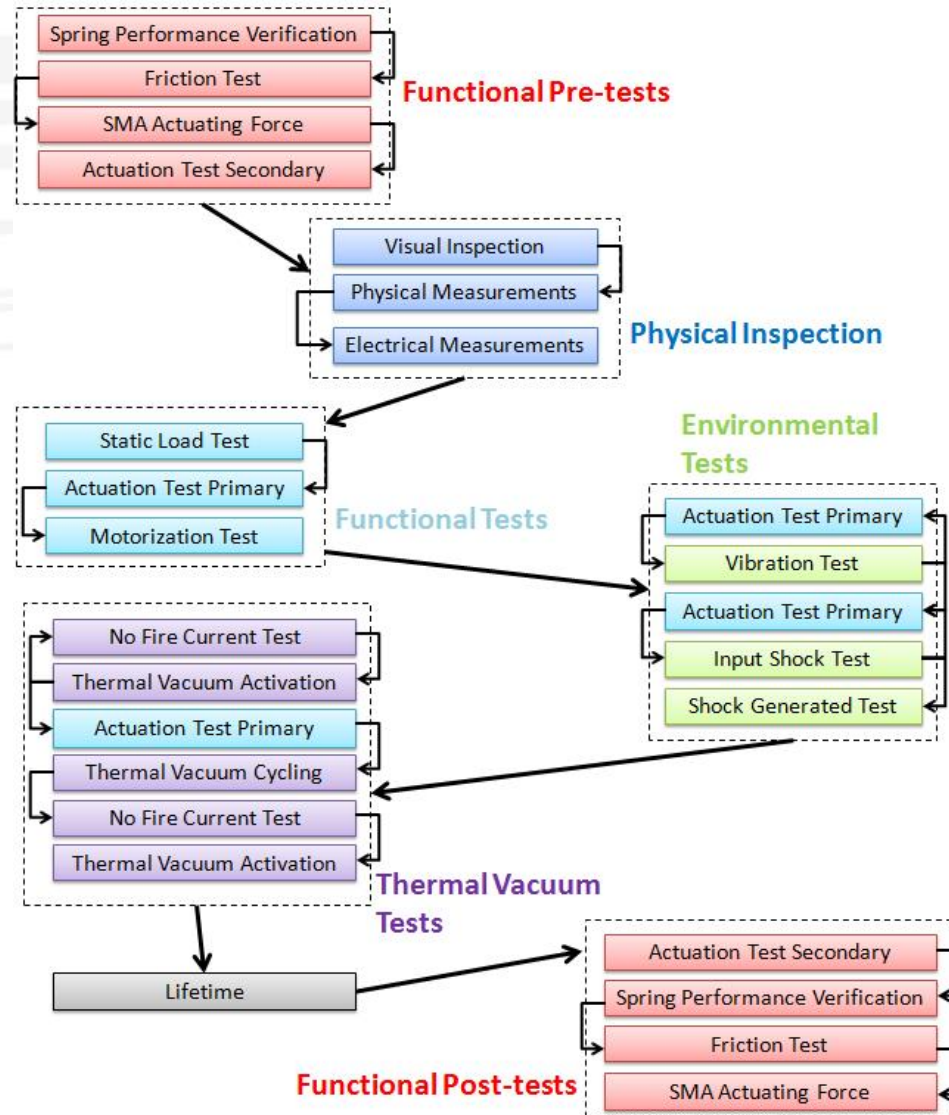 Spring Performance Verification
Friction Test
SMA Actuating Force
Actuation Test Secondary
Functional Pre-tests
Visual Inspection
Physical Measurements
Electrical Measurements
Physical Inspection
Static Load Test
Actuation Test Primary
Motorization Test
Functional Tests
Environmental
Tests
Actuation Test Primary
Vibration Test
Actuation Test Primary
Input Shock Test
Shock Generated Test
No Fire Current Test
Thermal Vacuum Activation
Actuation Test Primary
Thermal Vacuum Cycling
No Fire Current Test
Thermal Vacuum Activation
Thermal Vacuum
Tests
Lifetime
Actuation Test Secondary
Spring Performance Verification
Friction Test
SMA Actuating Force
Functional Post-tests